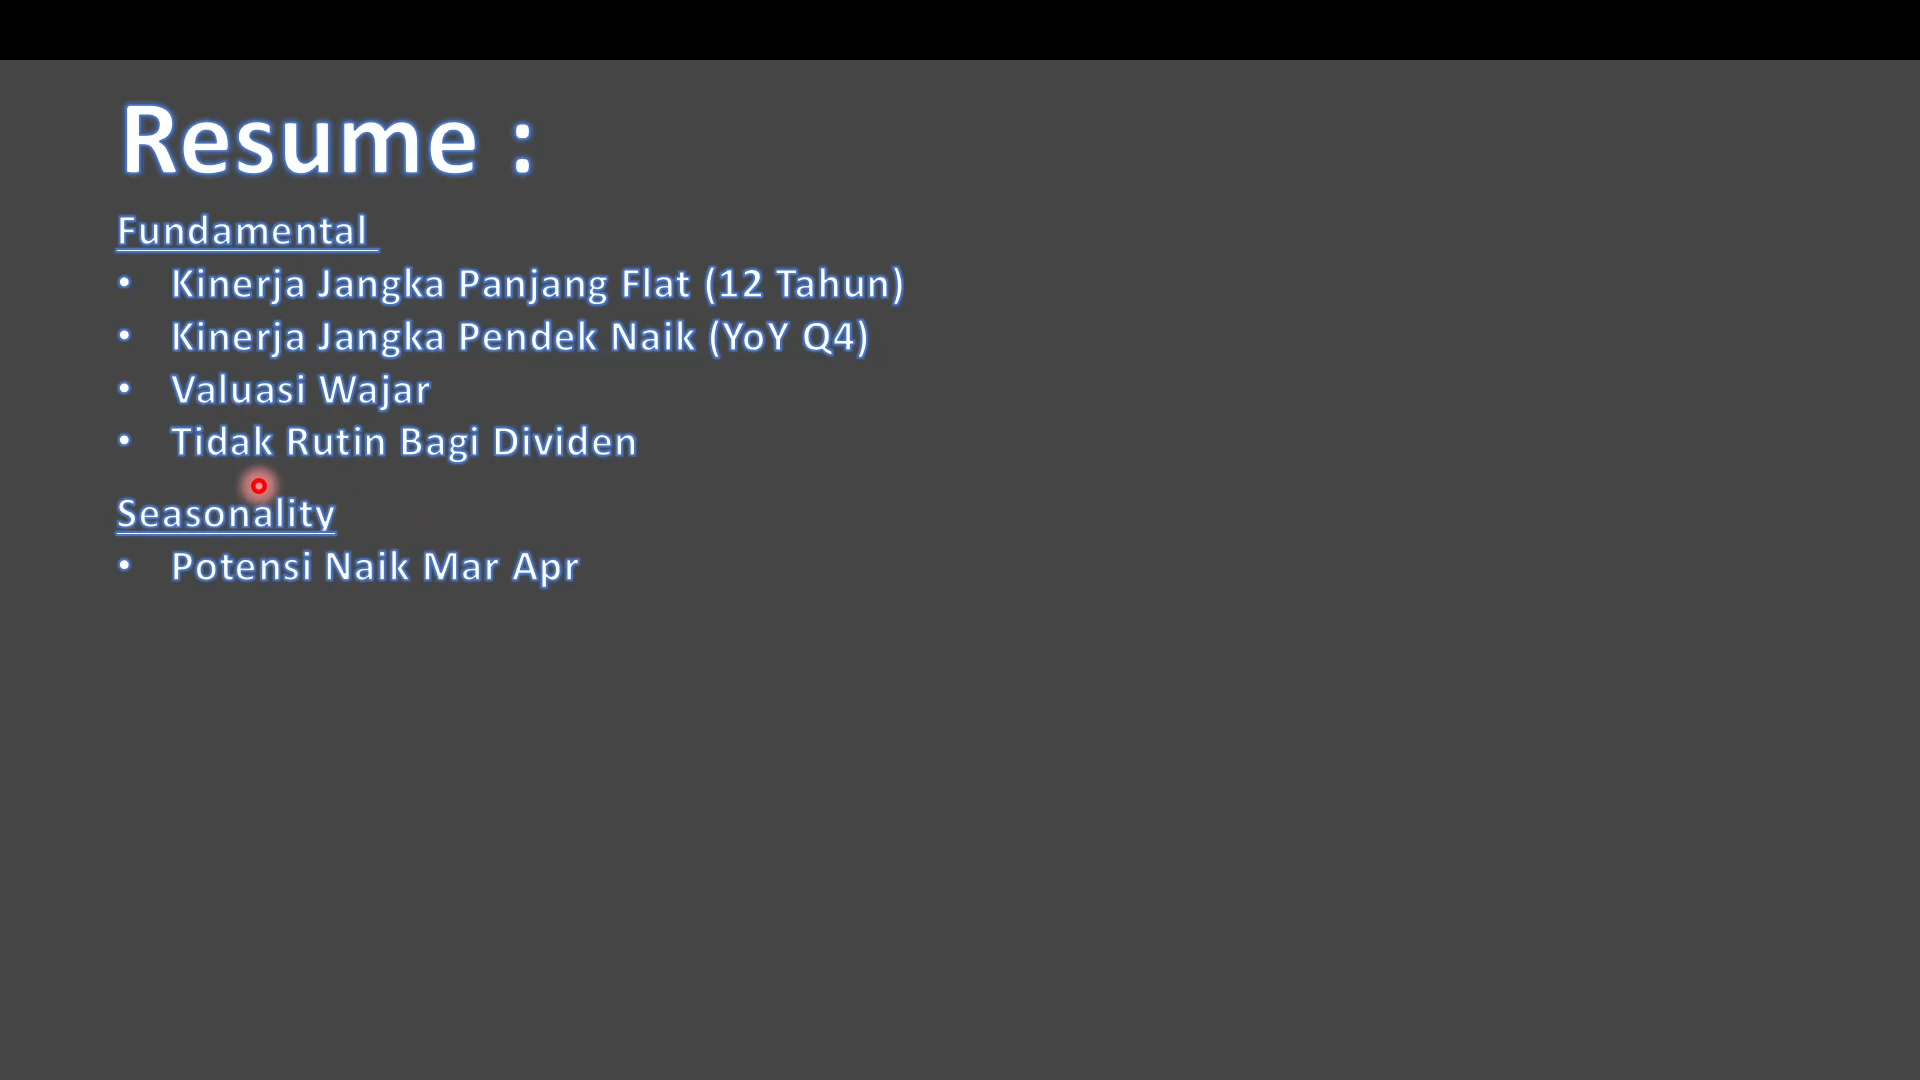 Resume :
Fundamental
• Kinerja Jangka Panjang Flat (12 Tahun)
• Kinerja Jangka Pendek Naik (YoY Q4)
• Valuasi Wajar
• Tidak Rutin Bagi Dividen
Seasonality
• Potensi Naik Mar Apr